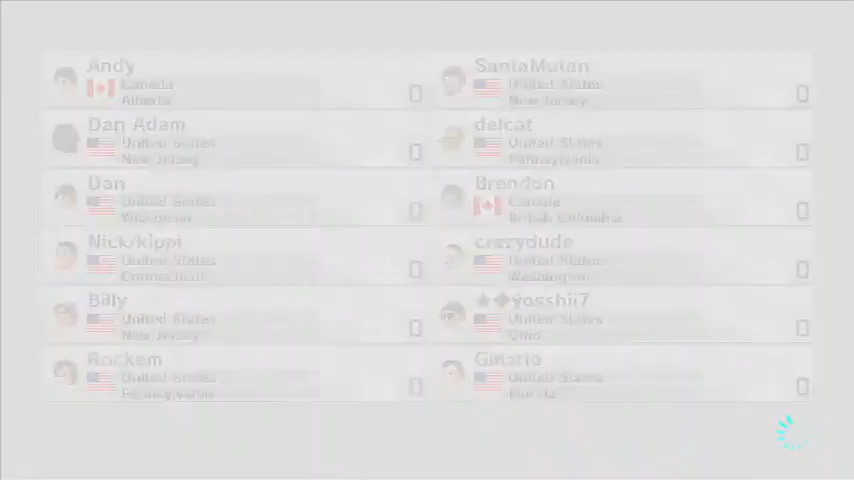 Andy
Canada
Alberta
0
SantaMutan
United States
New Jersey
0
Dan Adam
United States
New Jersey
0
delcat
United States
Pennsylvania
0
Dan
United States
Wisconsin
0
Brendon
Canada
British Columbia
0
Nick/kippi
United States
Connecticut
0
crazydude
United States
Washington
0
Billy
United States
New Jersey
0
★◆yosshii7
United States
Ohio
0
Rockem
United States
Pennsylvania
0
United States
Florida
0